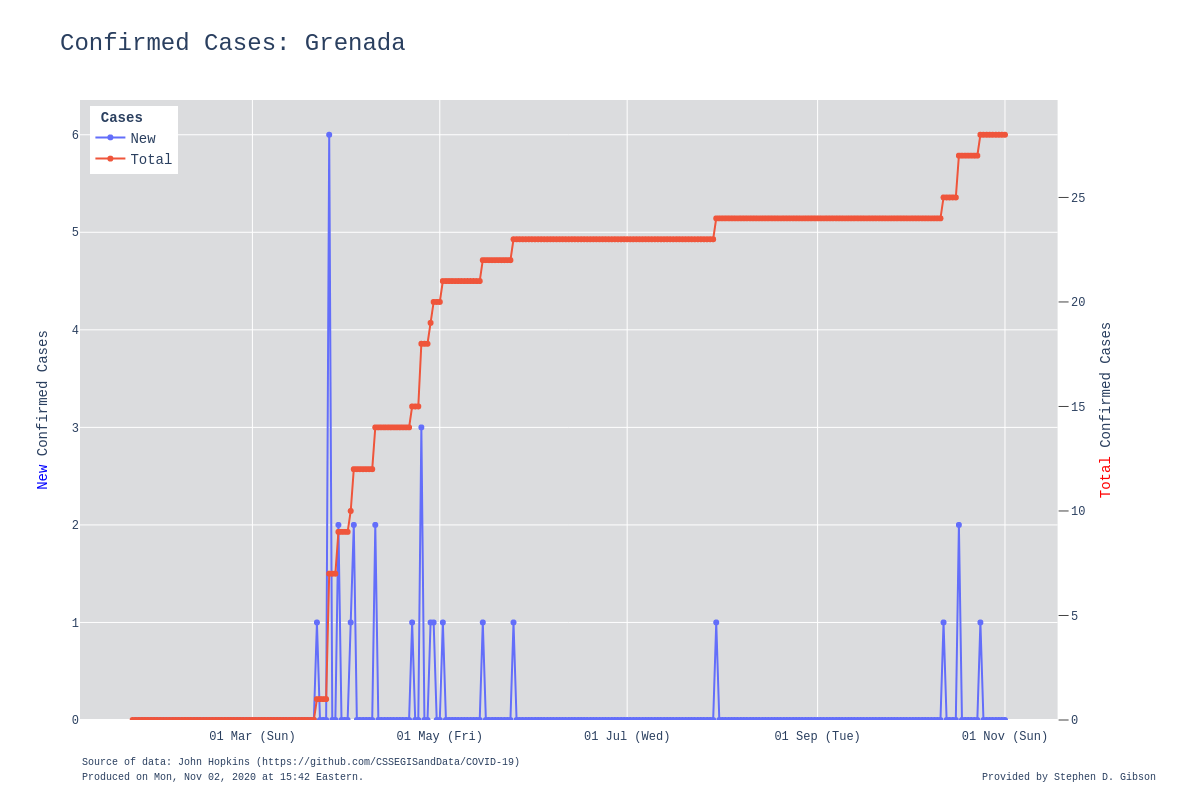 Confirmed Cases: Grenada
Cases
New
Total
6
5
4
3
2
1
0
New Confirmed Cases
25
20
15
10
5
0
Total Confirmed Cases
01 Mar (Sun)
01 May (Fri)
01 Jul (Wed)
01 Sep (Tue)
01 Nov (Sun)
Source of data: John Hopkins (https://github.com/CSSEGISandData/COVID-19)
Produced on Mon, Nov 02, 2020 at 15:42 Eastern.
Provided by Stephen D. Gibson